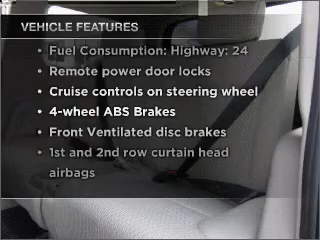 VEHICLE FEATURES
• Fuel Consumption: Highway: 24
• Remote power door locks
• Cruise controls on steering wheel
• 4-wheel ABS Brakes
• Front Ventilated disc brakes
• 1st and 2nd row curtain head
airbags